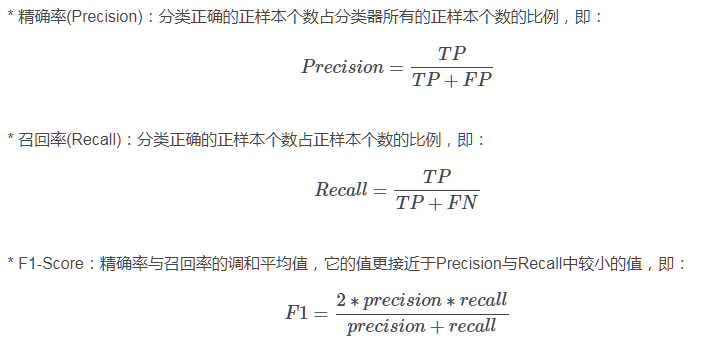 * 精确率(Precision)：分类正确的正样本个数占分类器所有的正样本个数的比例，即：
Precision = TP / (TP + FP)
* 召回率(Recall)：分类正确的正样本个数占正样本个数的比例，即：
Recall = TP / (TP + FN)
* F1-Score：精确率与召回率的调和平均值，它的值更接近于Precision与Recall中较小的值，即：
F1 = 2 * precision * recall / (precision + recall)